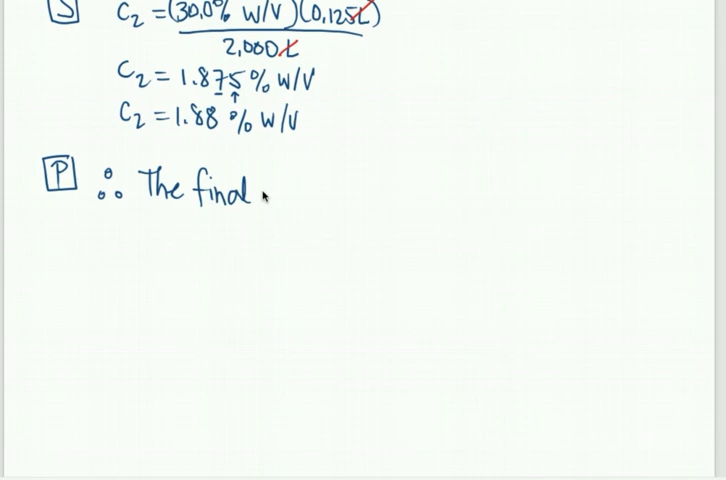 S C₂ = (30.0% W/V)(0.125L)
2.000L
C₂ = 1.875% W/V
C₂ = 1.88 % W/V
P ∴ The final